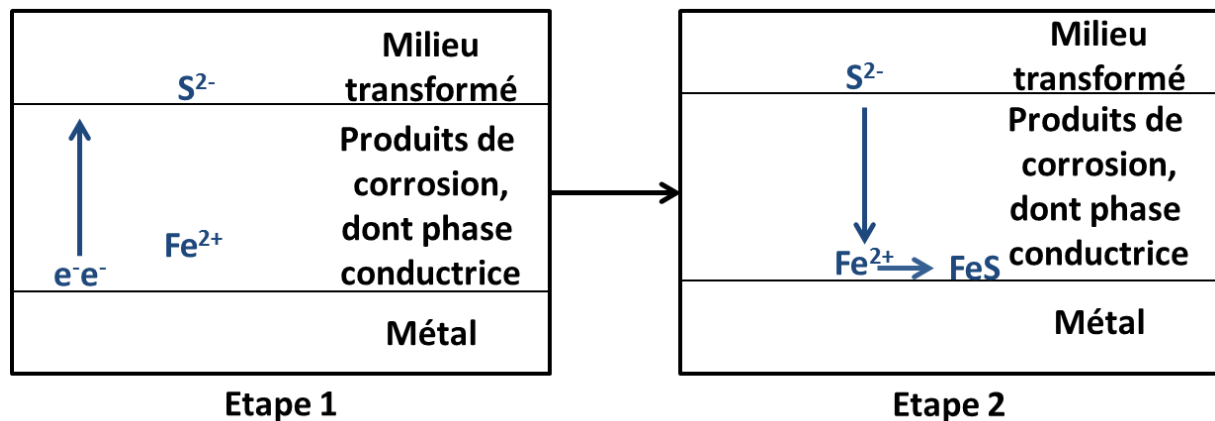 Milieu
transformé
S²⁻
Produits de
corrosion,
dont phase
conductrice
Fe²⁺
e⁻e⁻
Métal
Etape 1
Milieu
transformé
S²⁻
Produits de
corrosion,
dont phase
conductrice
Fe²⁺
FeS
Métal
Etape 2